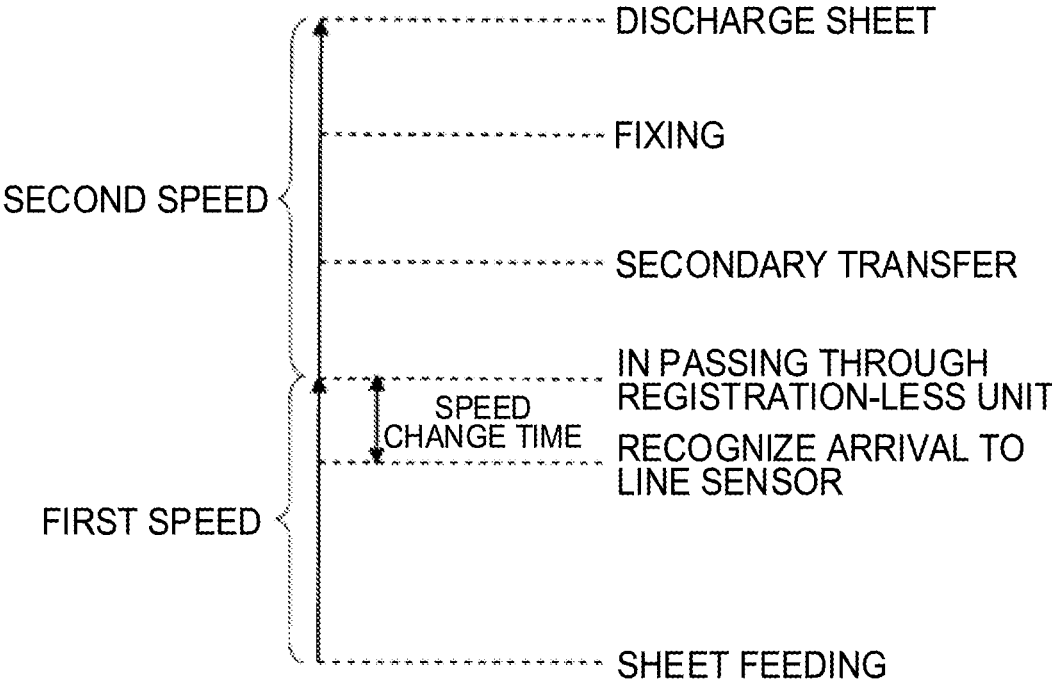 DISCHARGE SHEET
FIXING
SECOND SPEED
SECONDARY TRANSFER
IN PASSING THROUGH
REGISTRATION-LESS UNIT
SPEED
CHANGE TIME
RECOGNIZE ARRIVAL TO
LINE SENSOR
FIRST SPEED
SHEET FEEDING